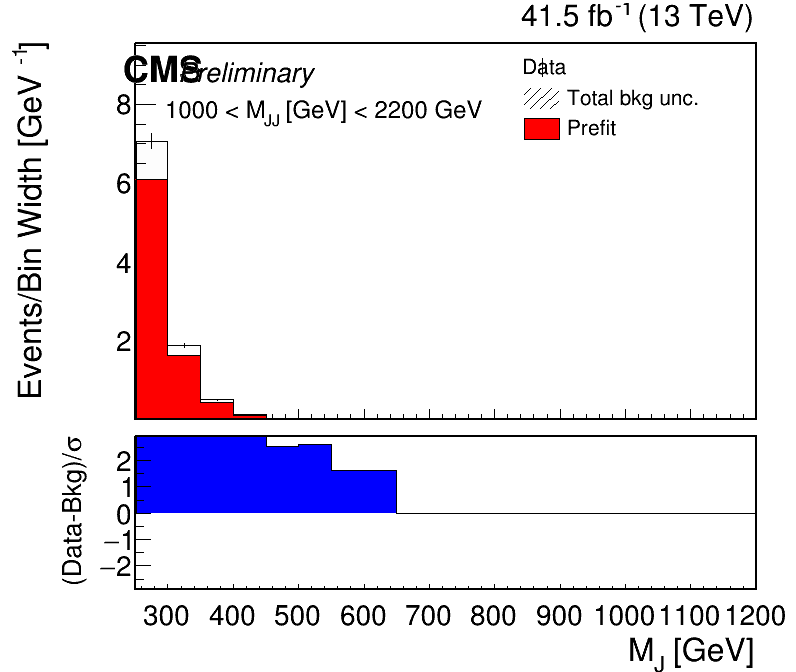 41.5 fb-1 (13 TeV)
CMS Preliminary
1000 < MJJ [GeV] < 2200 GeV
Data
Total bkg unc.
Prefit
Events/Bin Width [GeV-1]
8
6
4
2
(Data-Bkg)/σ
2
1
0
−1
−2
300 400 500 600 700 800 900 1000 1100 1200
MJ [GeV]